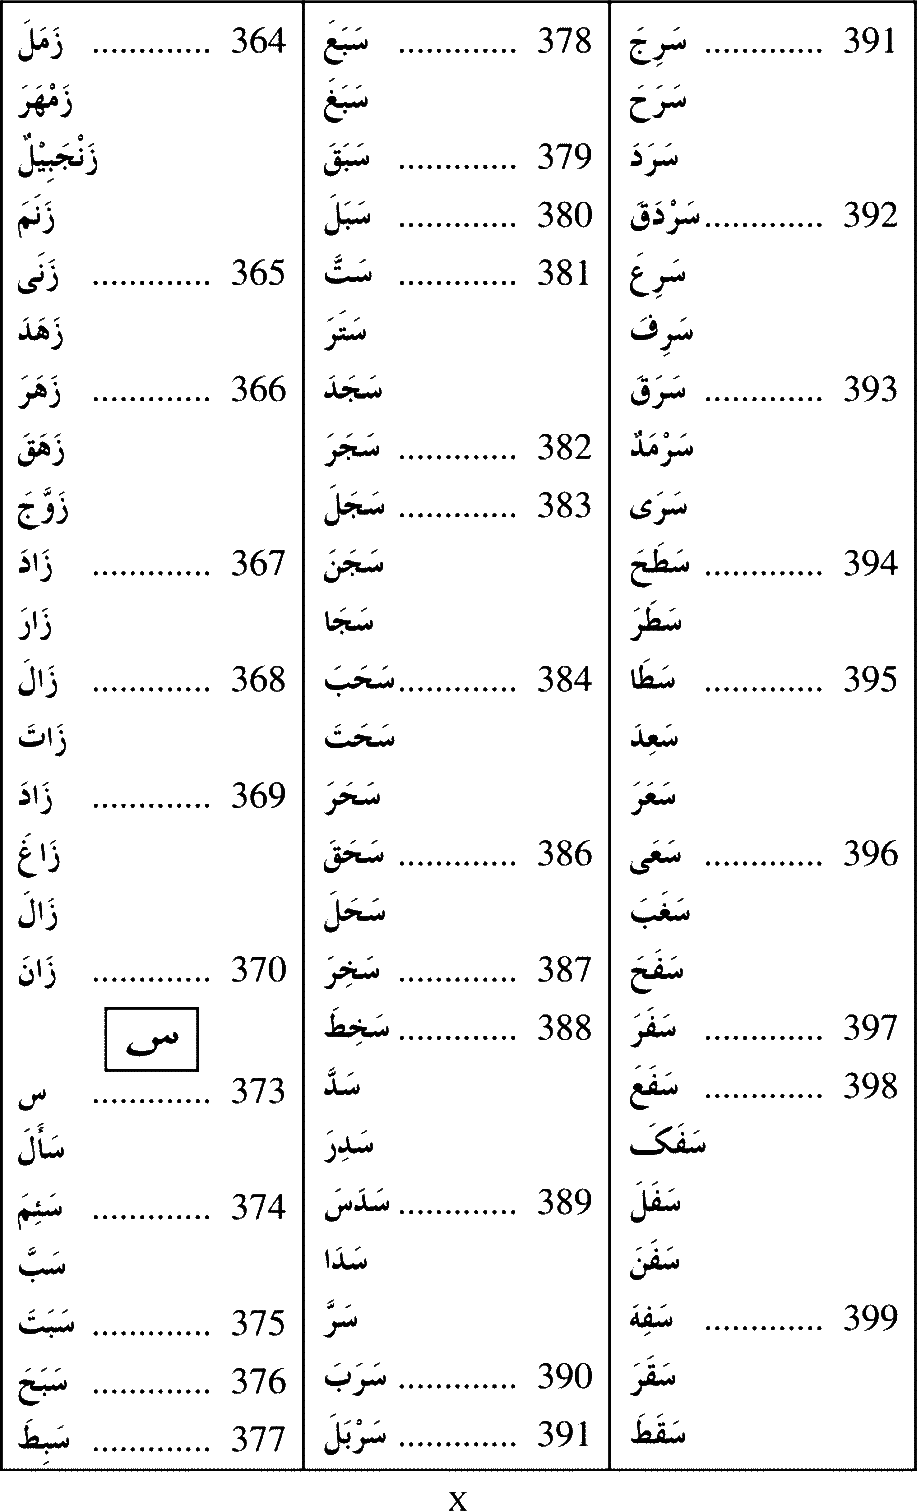 زَمَلَ ............. 364
زَمْهَرَ
زَنْجَبِيْلٌ
زَنَمَ
زَنَى ............. 365
زَهَدَ
زَهَرَ ............. 366
زَهَقَ
زَوَّجَ
زَادَ ............. 367
زَارَ
زَالَ ............. 368
زَاتَ
زَادَ ............. 369
زَاغَ
زَالَ
زَانَ ............. 370
س
س ............. 373
سَأَلَ
سَئِمَ ............. 374
سَبَّ
سَبَتَ ............. 375
سَبَحَ ............. 376
سَبِطَ ............. 377
سَبَعَ ............. 378
سَبَغَ
سَبَقَ ............. 379
سَبَلَ ............. 380
سَتَّ ............. 381
سَتَرَ
سَجَدَ
سَجَرَ ............. 382
سَجَلَ ............. 383
سَجَنَ
سَجَا
سَحَبَ ............. 384
سَحَتَ
سَحَرَ
سَحَقَ ............. 386
سَحَلَ
سَخِرَ ............. 387
سَخِطَ ............. 388
سَدَّ
سَدِرَ
سَدَسَ ............. 389
سَدَا
سَرَّ
سَرَبَ ............. 390
سَرْبَلَ ............. 391
سَرِجَ ............. 391
سَرَحَ
سَرَدَ
سَرْدَقَ ............. 392
سَرِعَ
سَرِفَ
سَرَقَ ............. 393
سَرْمَدٌ
سَرَى
سَطَحَ ............. 394
سَطَرَ
سَطَا ............. 395
سَعِدَ
سَعَرَ
سَعَى ............. 396
سَغَبَ
سَفَحَ
سَفَرَ ............. 397
سَفَعَ ............. 398
سَفَكَ
سَفَلَ
سَفَنَ
سَفِهَ ............. 399
سَقَرَ
سَقَطَ
x